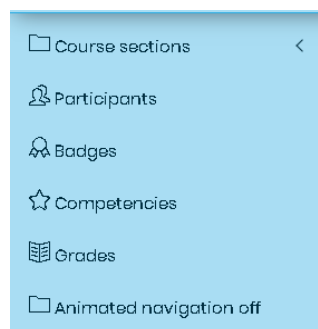 Course sections
Participants
Badges
Competencies
Grades
Animated navigation off